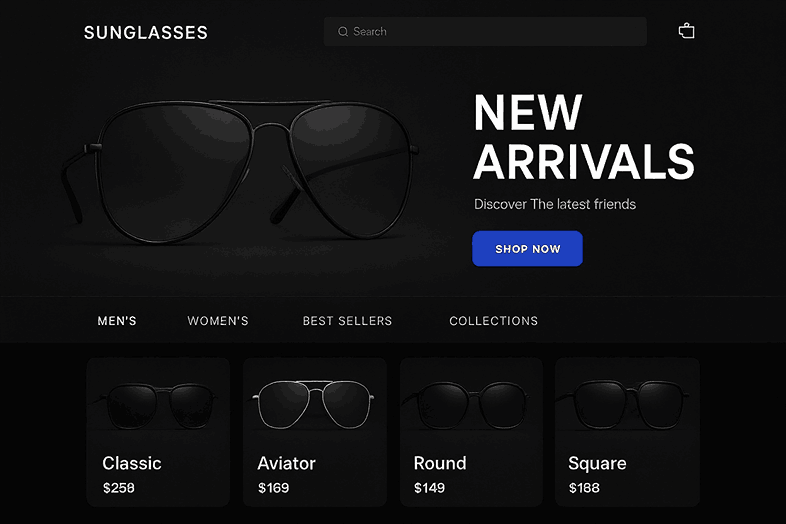 SUNGLASSES
Search
NEW
ARRIVALS
Discover The latest friends
SHOP NOW
MEN'S WOMEN'S BEST SELLERS COLLECTIONS
Classic Aviator Round Square
$258 $169 $149 $188